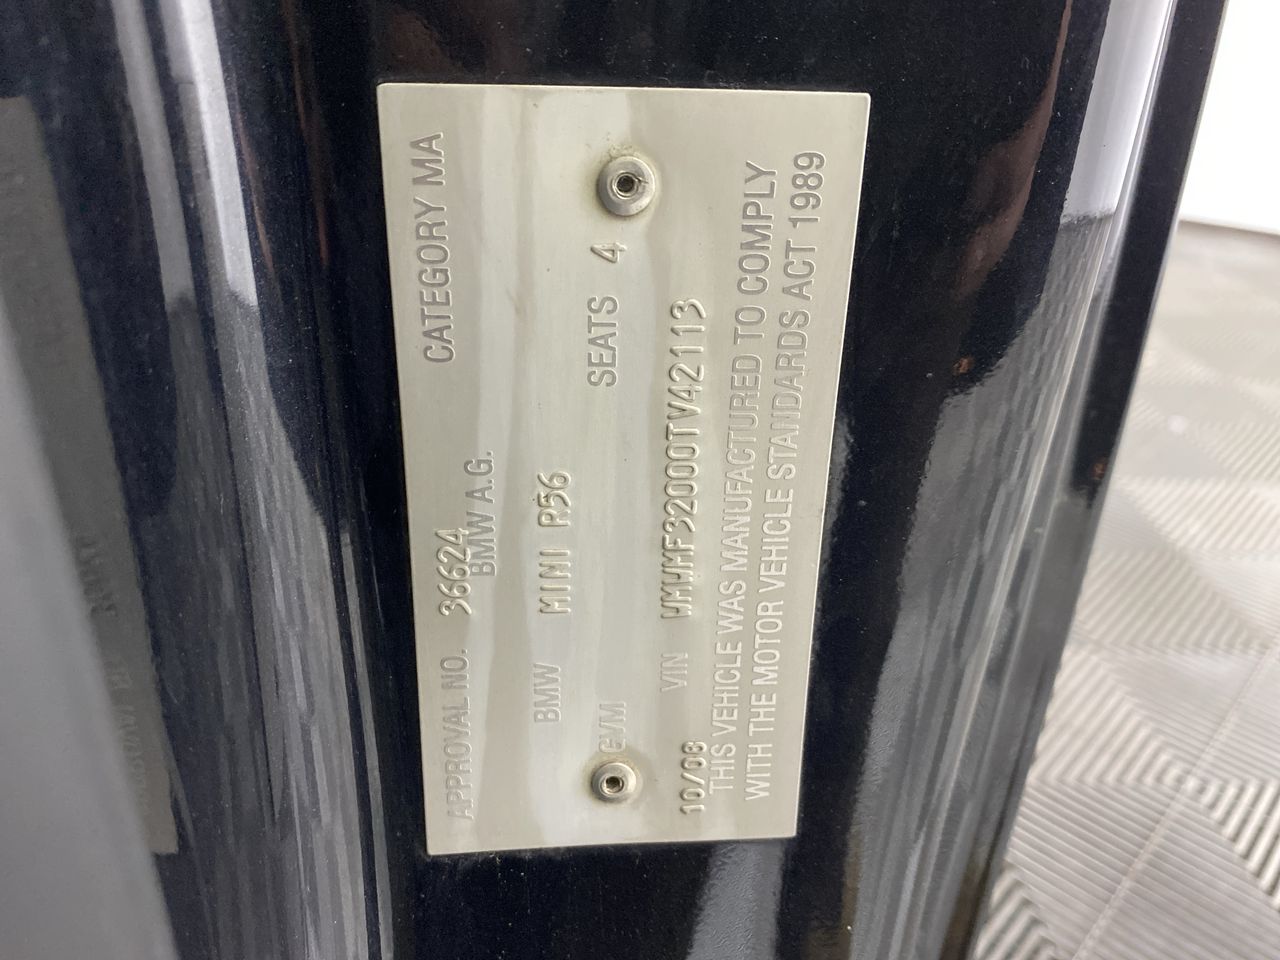 APPROVAL NO. 36624 CATEGORY MA
BMW A.G.
BMW MINI R56
GVM SEATS 4
10/08 VIN WMWMF32000TV42113
THIS VEHICLE WAS MANUFACTURED TO COMPLY
WITH THE MOTOR VEHICLE STANDARDS ACT 1989